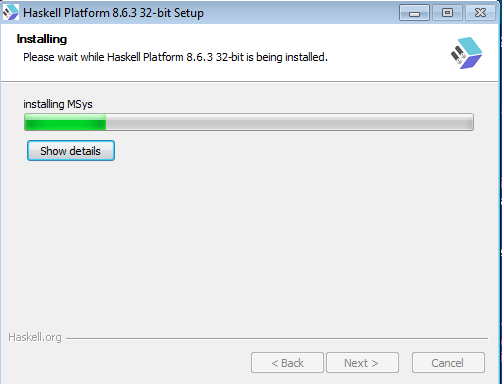 Haskell Platform 8.6.3 32-bit Setup
Installing
Please wait while Haskell Platform 8.6.3 32-bit is being installed.
installing MSys
Show details
Haskell.org
< Back Next > Cancel